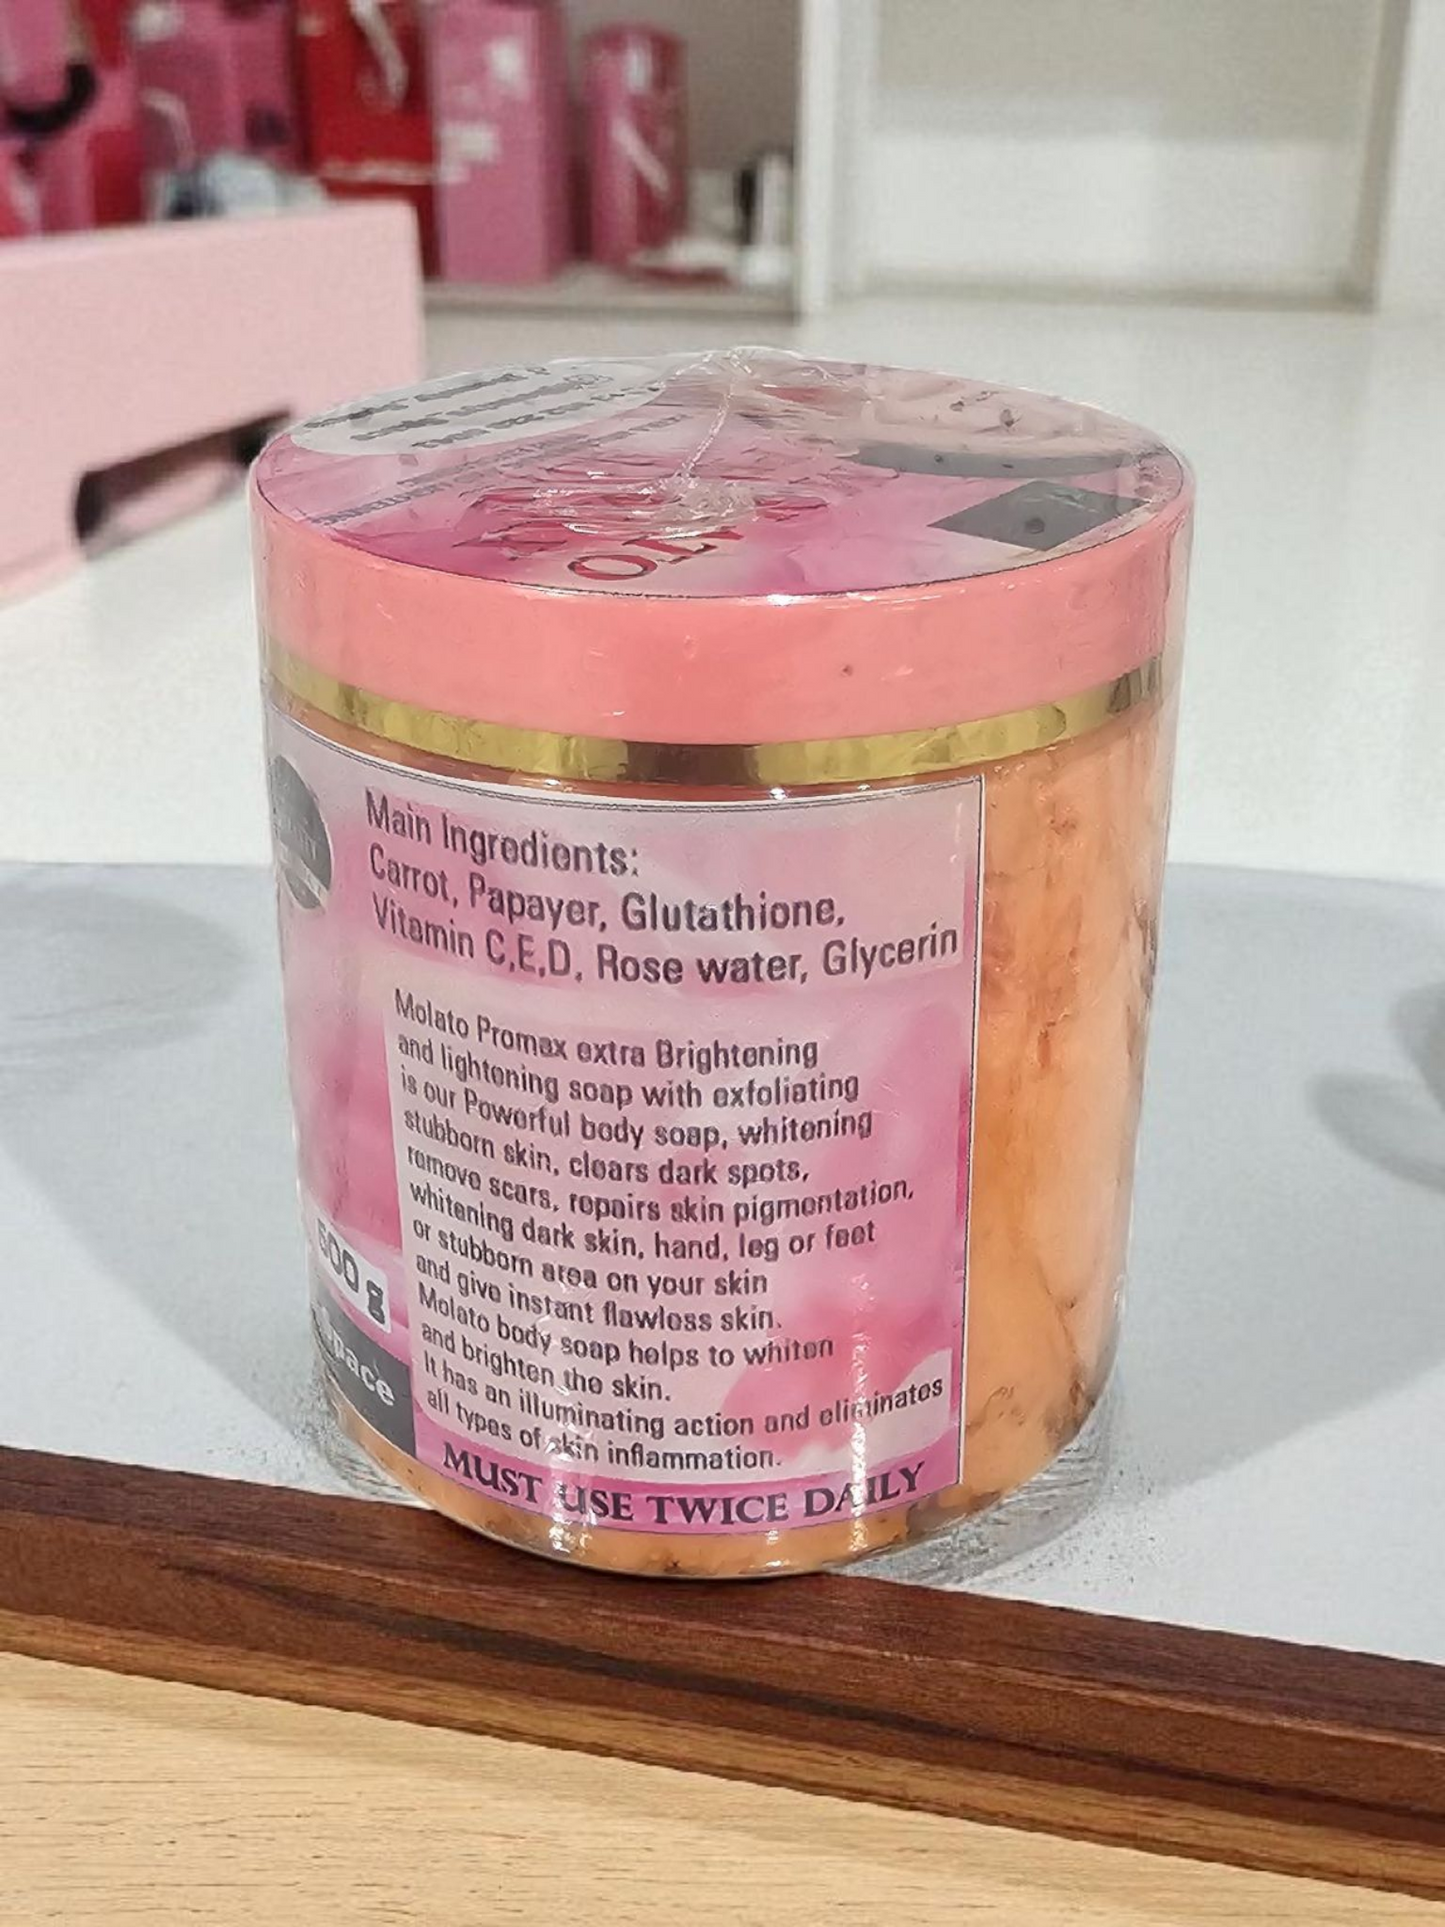 OLA
Main Ingredients:
Carrot, Papayer, Glutathione,
Vitamin C,E,D, Rose water, Glycerin
Molato Promax extra Brightening
and lightening soap with exfoliating
is our Powerful body soap, whitening
stubborn skin, clears dark spots,
remove scars, repairs skin pigmentation,
whitening dark skin, hand, leg or feet
or stubborn area on your skin
and give instant flawless skin.
Molato body soap helps to whiten
and brighten the skin.
It has an illuminating action and eliminates
all types of skin inflammation.
500 g
pace
MUST USE TWICE DAILY